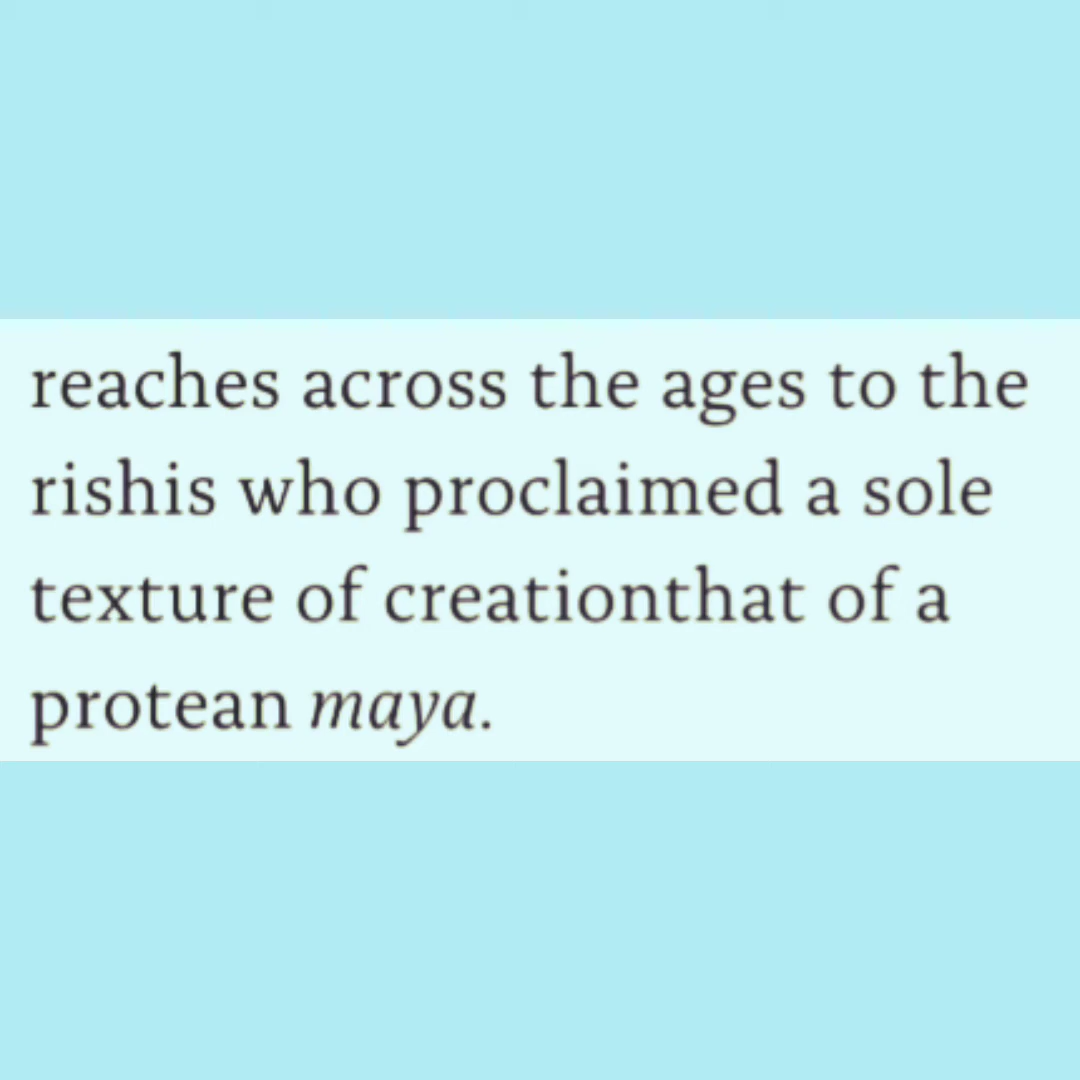 reaches across the ages to the
rishis who proclaimed a sole
texture of creationthat of a
protean maya.